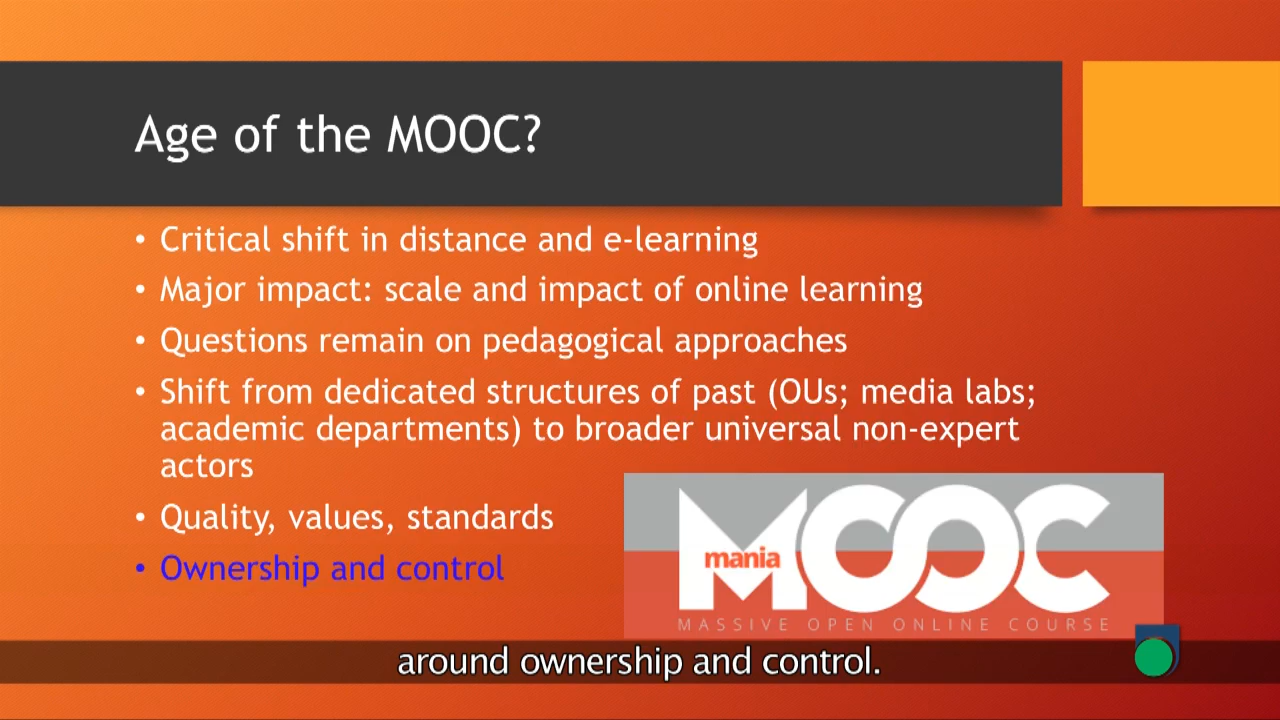 Age of the MOOC?
• Critical shift in distance and e-learning
• Major impact: scale and impact of online learning
• Questions remain on pedagogical approaches
• Shift from dedicated structures of past (OUs; media labs;
academic departments) to broader universal non-expert
actors
• Quality, values, standards
• Ownership and control
MOOC
mania
MASSIVE OPEN ONLINE COURSE
around ownership and control.